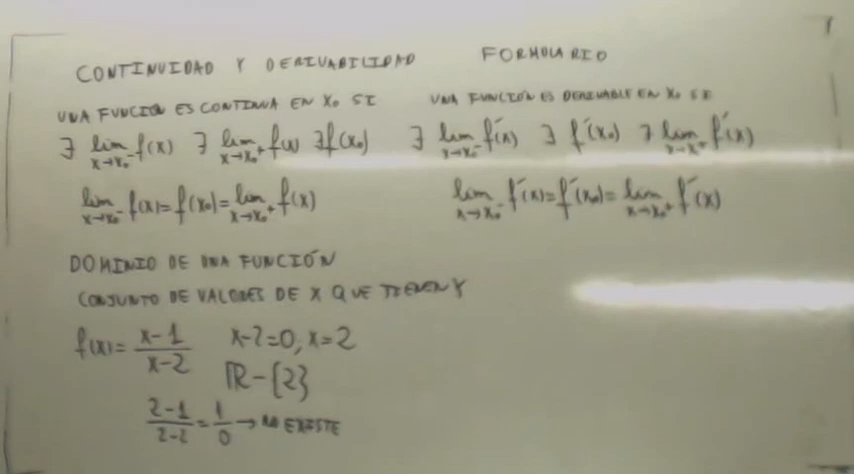 CONTINUIDAD Y DERIVABILIDAD FORMULARIO
UNA FUNCION ES CONTINUA EN X₀ SI
∃ lim x→x₀⁻ f(x) ∃ lim x→x₀⁺ f(x) ∃ f(x₀)
lim x→x₀⁻ f(x) = f(x₀) = lim x→x₀⁺ f(x)
UNA FUNCIÓN ES DERIVABLE EN X₀ SI
∃ lim x→x₀⁻ f´(x) ∃ f´(x₀) ∃ lim x→x₀⁺ f´(x)
lim x→x₀⁻ f´(x) = f´(x₀) = lim x→x₀⁺ f´(x)
DOMINIO DE UNA FUNCIÓN
CONJUNTO DE VALORES DE X QUE TIENEN Y
f(x) = (x-1)/(x-2) x-2=0, x=2
ℝ-{2}
(2-1)/(2-2) = 1/0 → NO EXISTE